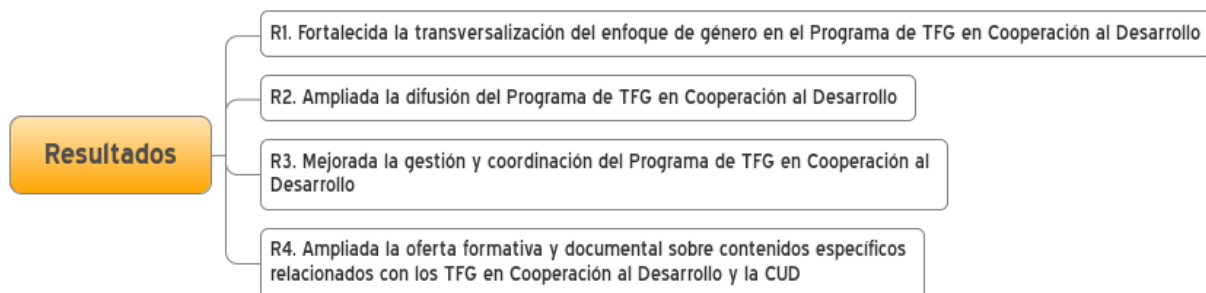 Resultados
R1. Fortalecida la transversalización del enfoque de género en el Programa de TFG en Cooperación al Desarrollo
R2. Ampliada la difusión del Programa de TFG en Cooperación al Desarrollo
R3. Mejorada la gestión y coordinación del Programa de TFG en Cooperación al
Desarrollo
R4. Ampliada la oferta formativa y documental sobre contenidos específicos
relacionados con los TFG en Cooperación al Desarrollo y la CUD